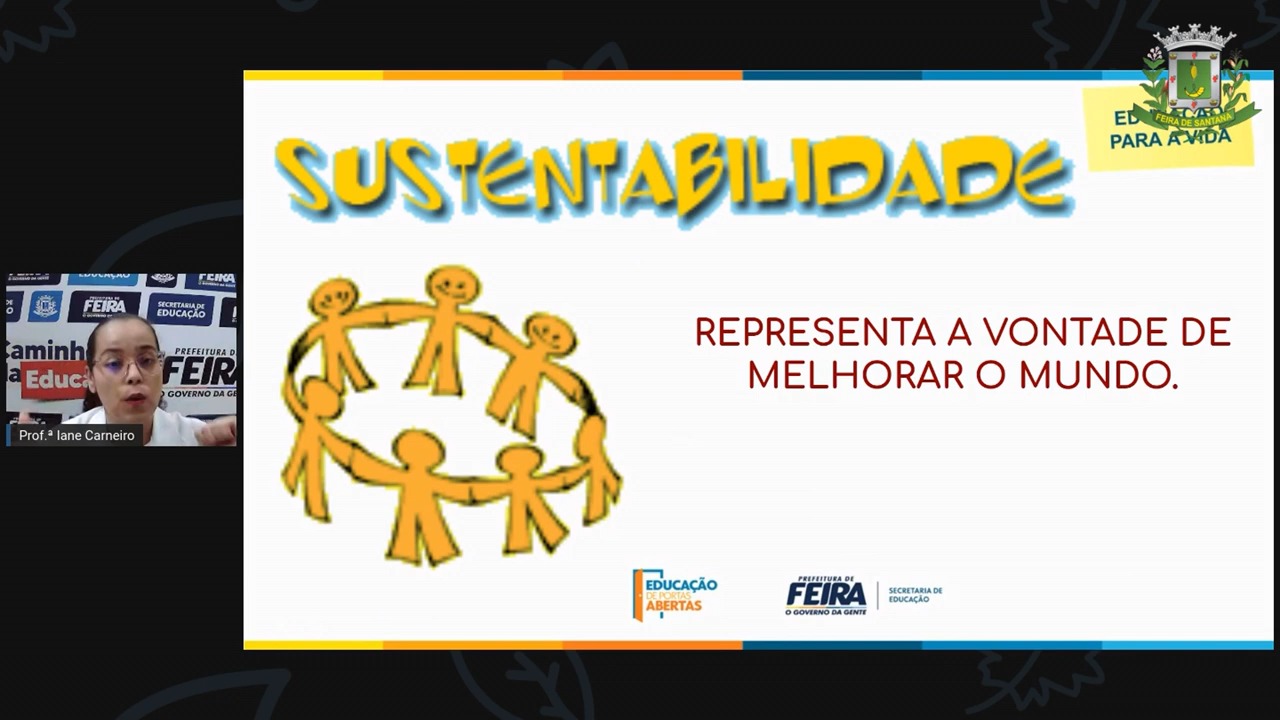 FEIRA DE SANTANA
PARA A VIDA
SUSTENTABILIDADE
REPRESENTA A VONTADE DE
MELHORAR O MUNDO.
EDUCAÇÃO
FEIRA
SECRETARIA DE
EDUCAÇÃO
Caminh
PREFEITURA DE
FEIRA
O GOVERNO DA GE
Educa
Prof.ª Iane Carneiro
EDUCAÇÃO
DE PORTAS
ABERTAS
PREFEITURA DE
FEIRA
O GOVERNO DA GENTE
SECRETARIA DE
EDUCAÇÃO